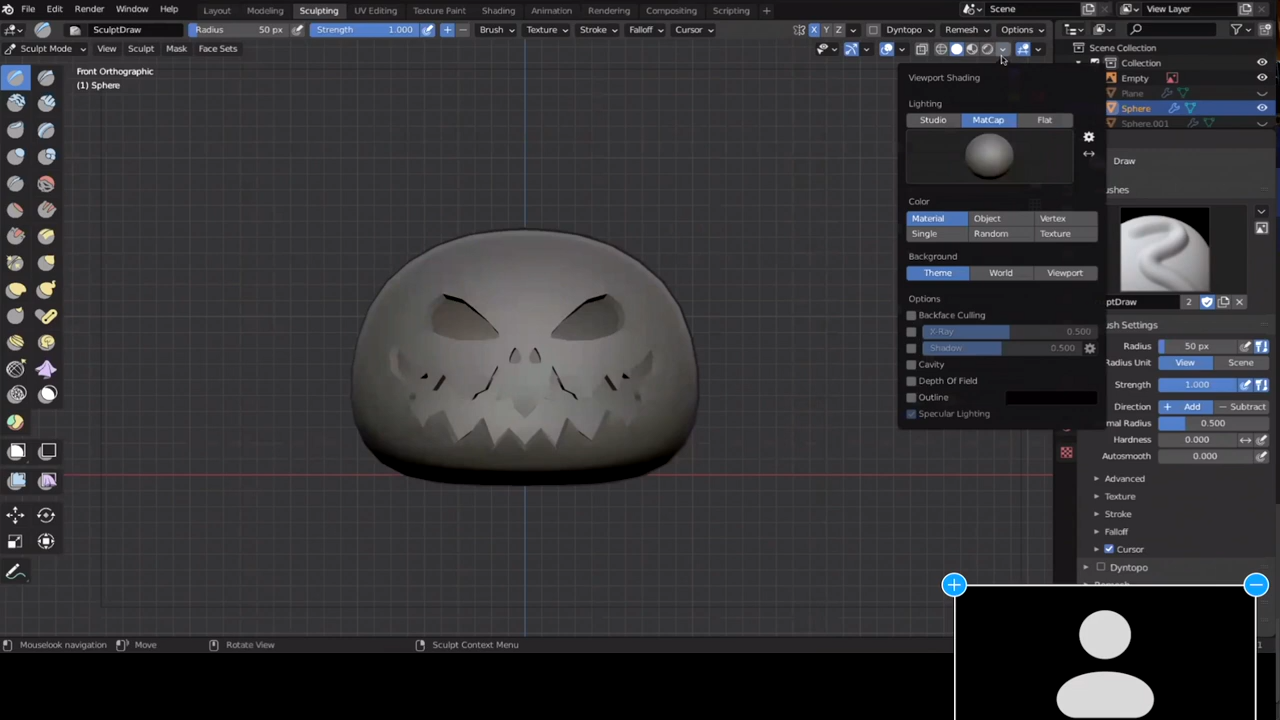 File Edit Render Window Help Layout Modeling Sculpting UV Editing Texture Paint Shading Animation Rendering Compositing Scripting Scene View Layer
SculptDraw Radius 50 px Strength 1.000 Brush Texture Stroke Falloff Cursor X Y Z Dyntopo Remesh Options
Sculpt Mode View Sculpt Mask Face Sets
Scene Collection
Collection
Empty
Plane
Sphere
Sphere.001
Front Orthographic
(1) Sphere
Viewport Shading
Lighting
Studio MatCap Flat
Color
Material Object Vertex
Single Random Texture
Background
Theme World Viewport
Options
Backface Culling
X-Ray 0.500
Shadow 0.500
Cavity
Depth Of Field
Outline
Specular Lighting
Draw
ushes
ptDraw 2
ush Settings
Radius 50 px
Radius Unit View Scene
Strength 1.000
Direction Add Subtract
mal Radius 0.500
Hardness 0.000
Autosmooth 0.000
Advanced
Texture
Stroke
Falloff
Cursor
Dyntopo
Mouselook navigation Move Rotate View Sculpt Context Menu